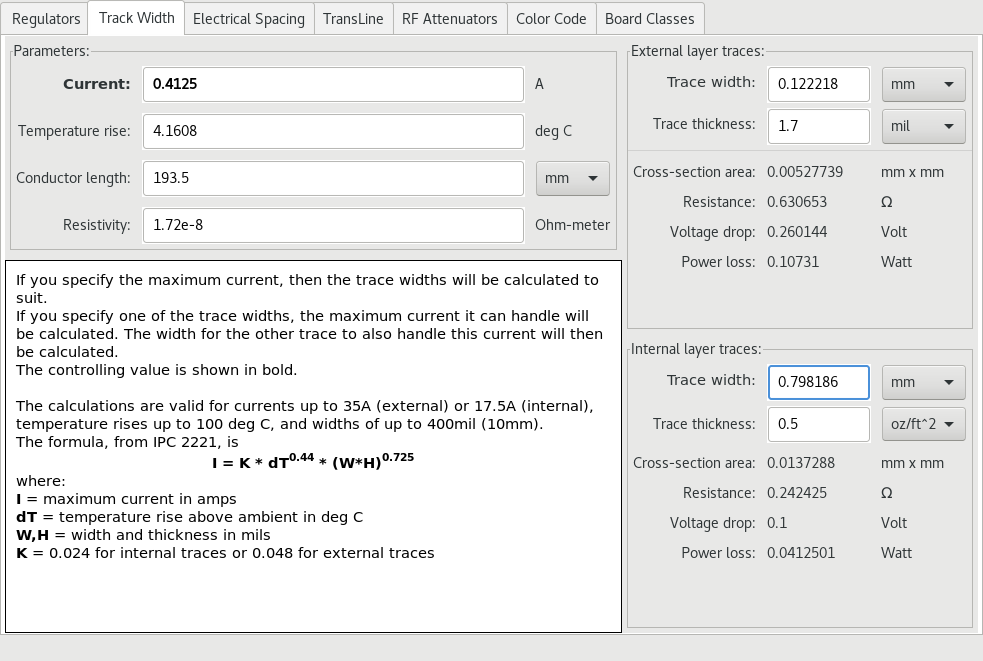 Regulators Track Width Electrical Spacing TransLine RF Attenuators Color Code Board Classes
Parameters:
Current: 0.4125 A
Temperature rise: 4.1608 deg C
Conductor length: 193.5 mm
Resistivity: 1.72e-8 Ohm-meter
If you specify the maximum current, then the trace widths will be calculated to
suit.
If you specify one of the trace widths, the maximum current it can handle will
be calculated. The width for the other trace to also handle this current will then
be calculated.
The controlling value is shown in bold.
The calculations are valid for currents up to 35A (external) or 17.5A (internal),
temperature rises up to 100 deg C, and widths of up to 400mil (10mm).
The formula, from IPC 2221, is
I = K * dT^0.44 * (W*H)^0.725
where:
I = maximum current in amps
dT = temperature rise above ambient in deg C
W,H = width and thickness in mils
K = 0.024 for internal traces or 0.048 for external traces
External layer traces:
Trace width: 0.122218 mm
Trace thickness: 1.7 mil
Cross-section area: 0.00527739 mm x mm
Resistance: 0.630653 Ω
Voltage drop: 0.260144 Volt
Power loss: 0.10731 Watt
Internal layer traces:
Trace width: 0.798186 mm
Trace thickness: 0.5 oz/ft^2
Cross-section area: 0.0137288 mm x mm
Resistance: 0.242425 Ω
Voltage drop: 0.1 Volt
Power loss: 0.0412501 Watt